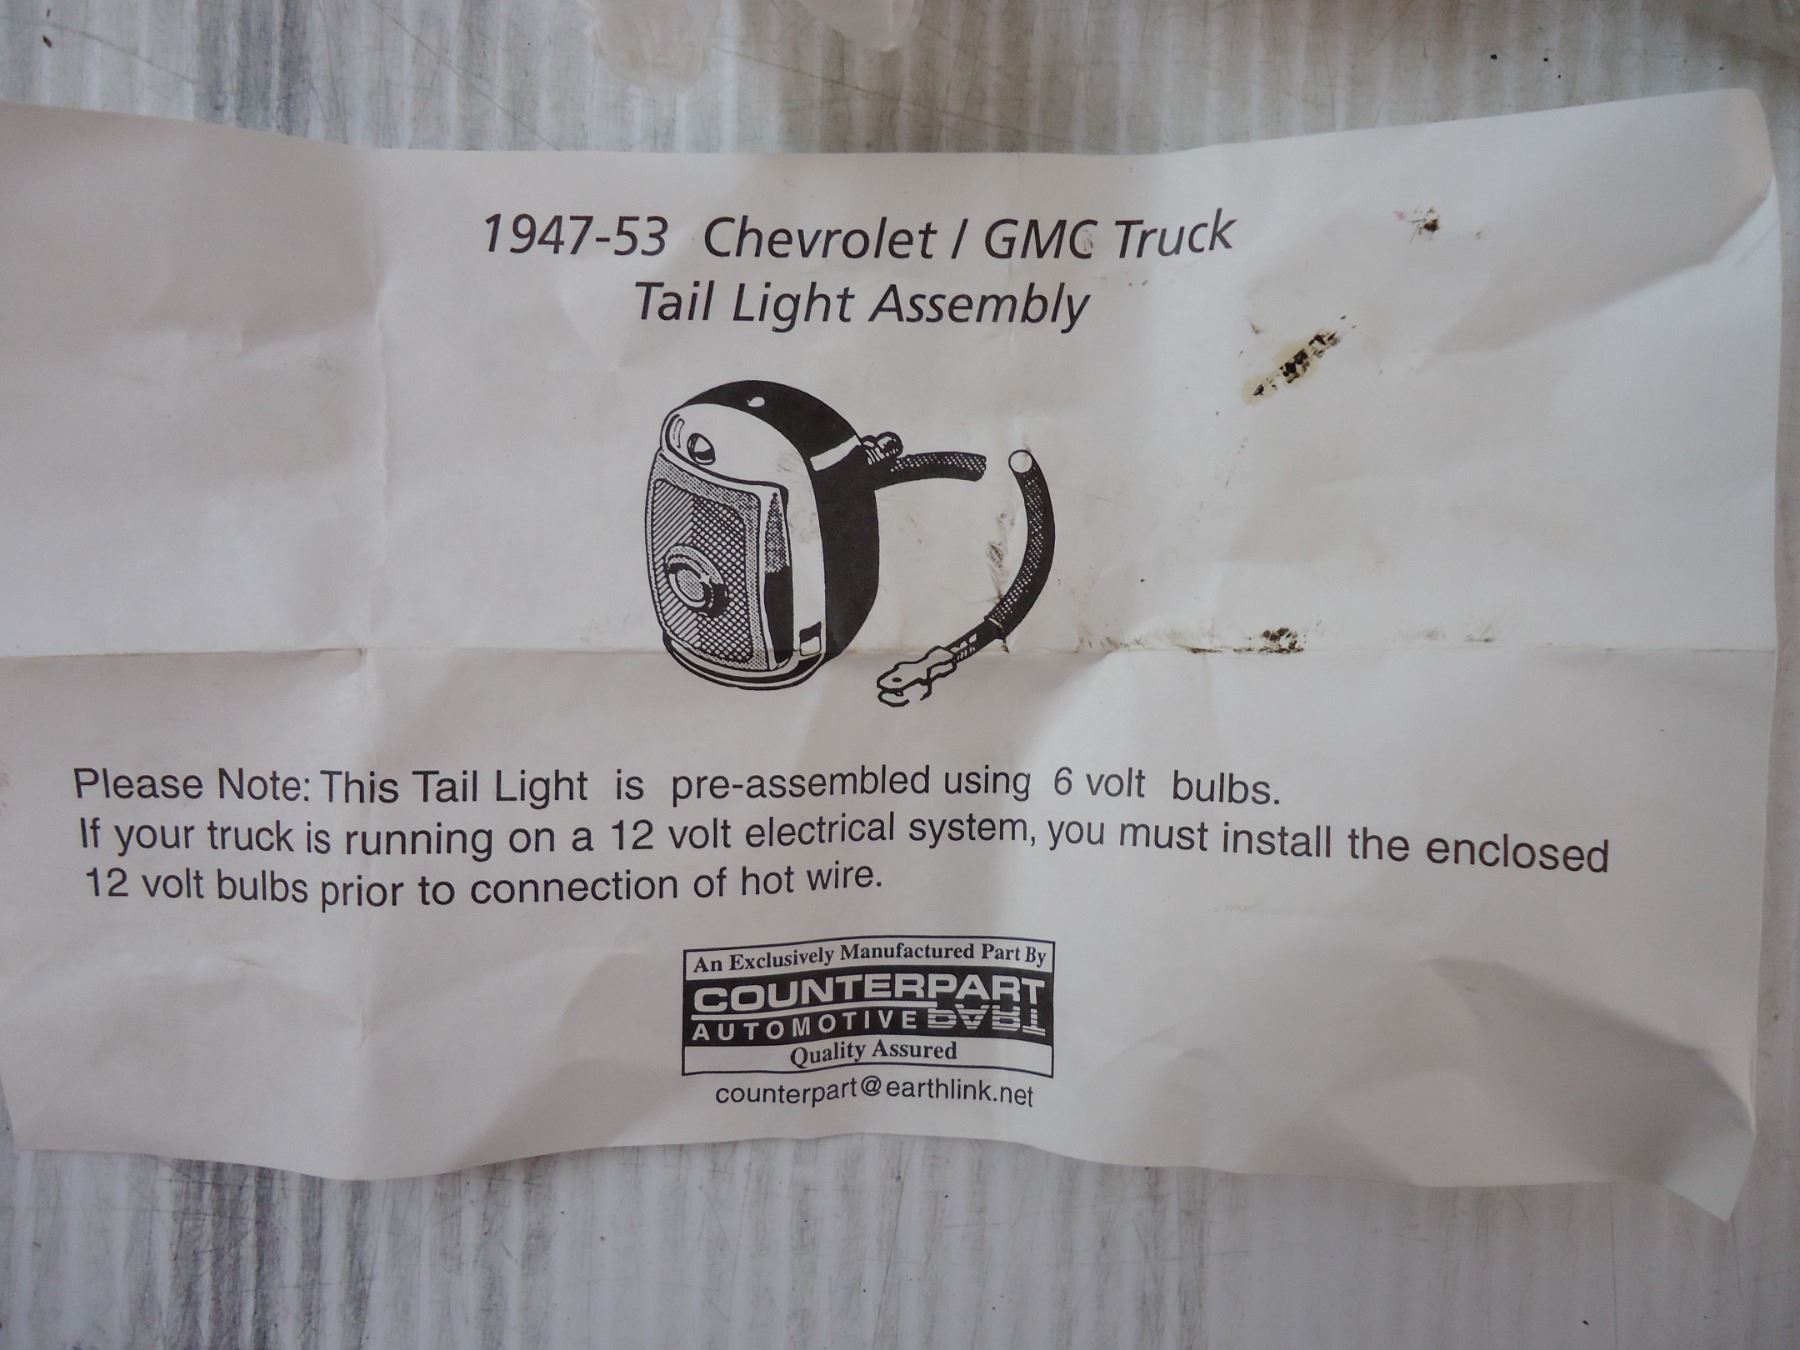 1947-53 Chevrolet / GMC Truck
Tail Light Assembly
Please Note: This Tail Light is pre-assembled using 6 volt bulbs.
If your truck is running on a 12 volt electrical system, you must install the enclosed
12 volt bulbs prior to connection of hot wire.
An Exclusively Manufactured Part By
COUNTERPART
AUTOMOTIVE PART
Quality Assured
counterpart@earthlink.net